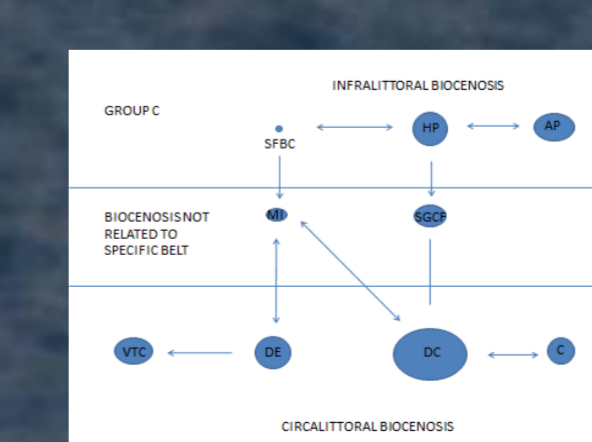 INFRALITTORAL BIOCENOSIS
GROUP C
SFBC
HP
AP
BIOCENOSIS NOT
RELATED TO
SPECIFIC BELT
MI
SGCF
VTC
DE
DC
C
CIRCALITTORAL BIOCENOSIS